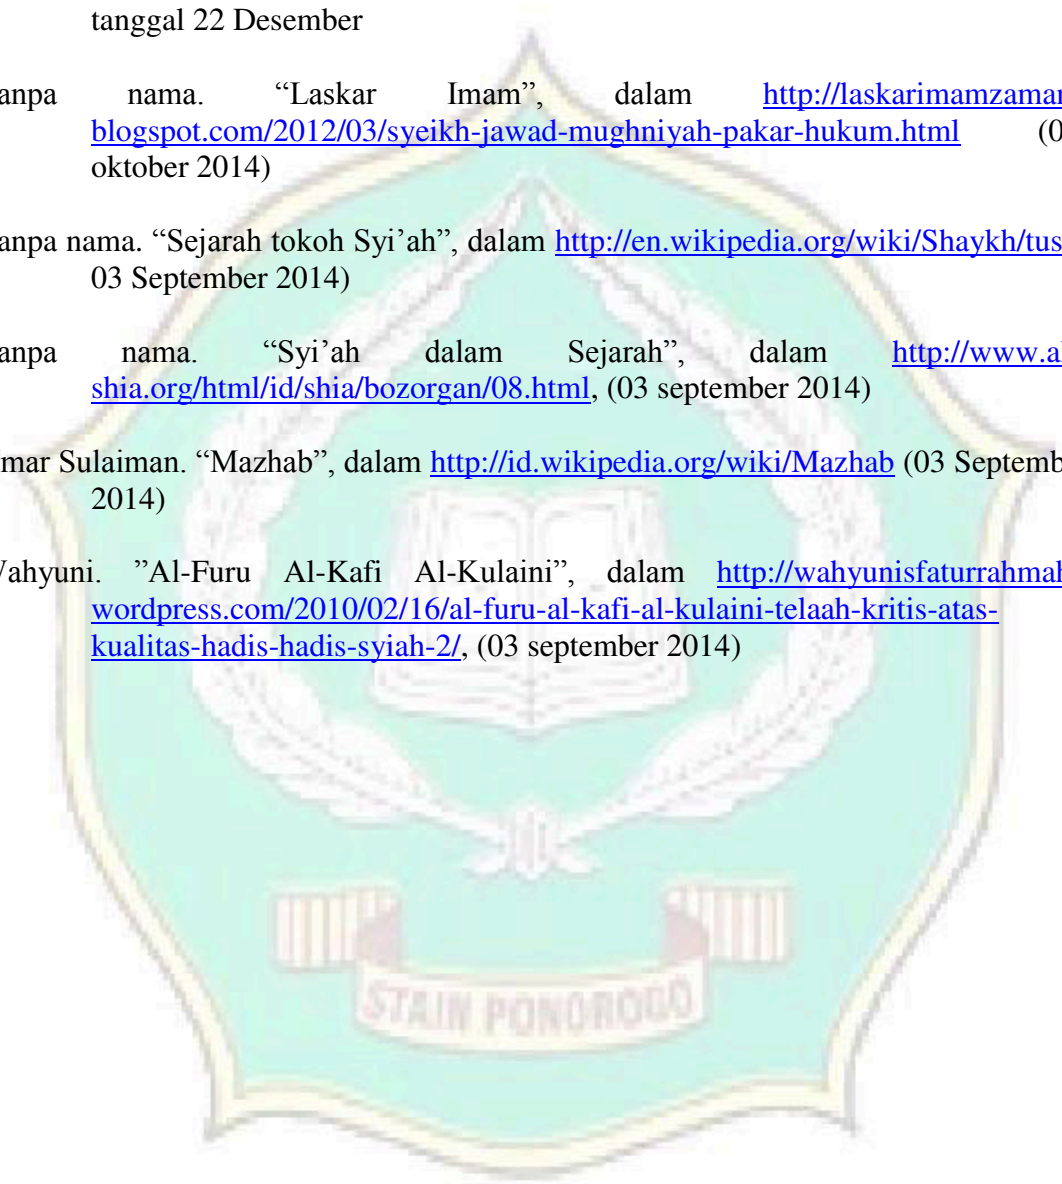 tanggal 22 Desember
anpa nama. “Laskar Imam”, dalam http://laskarimamzaman
blogspot.com/2012/03/syeikh-jawad-mughniyah-pakar-hukum.html (0
oktober 2014)
anpa nama. “Sejarah tokoh Syi’ah”, dalam http://en.wikipedia.org/wiki/Shaykh/tus
03 September 2014)
anpa nama. “Syi’ah dalam Sejarah”, dalam http://www.a
shia.org/html/id/shia/bozorgan/08.html, (03 september 2014)
mar Sulaiman. “Mazhab”, dalam http://id.wikipedia.org/wiki/Mazhab (03 Septemb
2014)
Wahyuni. ”Al-Furu Al-Kafi Al-Kulaini”, dalam http://wahyunisfaturrahmah
wordpress.com/2010/02/16/al-furu-al-kafi-al-kulaini-telaah-kritis-atas-
kualitas-hadis-hadis-syiah-2/, (03 september 2014)
STAIN PONOROGO